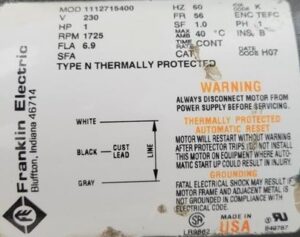 MOD 1112715400 HZ 60 CODE K
V 230 FR 56 ENC TEFC
HP 1 SF 1.0 PH
RPM 1725 MAX AMB 40 °C INS. B
FLA 6.9 TIME CONT
SFA CAT DATE CODE H07
TYPE N THERMALLY PROTECTED
Franklin Electric
Bluffton, Indiana 46714
WHITE
BLACK
GRAY
CUST LEAD
LINE
WARNING
ALWAYS DISCONNECT MOTOR FROM
POWER SUPPLY BEFORE SERVICING.
THERMALLY PROTECTED
AUTOMATIC RESET
MOTOR WILL RESTART WITHOUT WARNING
AFTER PROTECTOR TRIPS. DO NOT INSTALL
THIS MOTOR ON EQUIPMENT WHERE AUTO-
MATIC START UP COULD RESULT IN INJURY.
GROUNDING
FATAL ELECTRICAL SHOCK MAY RESULT IF
MOTOR FRAME AND ADJACENT METAL IS
NOT GROUNDED IN ACCORDANCE WITH
ELECTRICAL CODE.
SA
LR9862
MADE IN USA